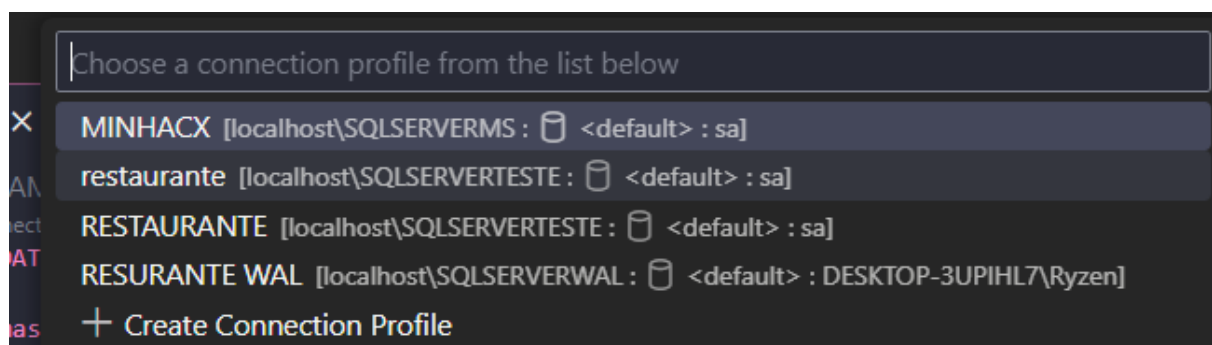 Choose a connection profile from the list below
MINHACX [localhost\SQLSERVERMS : <default> : sa]
restaurante [localhost\SQLSERVERTESTE : <default> : sa]
RESTAURANTE [localhost\SQLSERVERTESTE : <default> : sa]
RESURANTE WAL [localhost\SQLSERVERWAL : <default> : DESKTOP-3UPIHL7\Ryzen]
Create Connection Profile